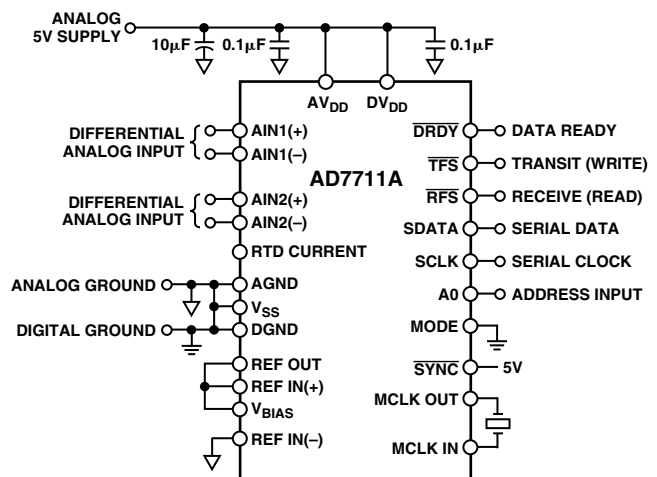 ANALOG
5V SUPPLY
10μF
0.1μF
0.1μF
AVDD
DVDD
DIFFERENTIAL
ANALOG INPUT
AIN1(+)
AIN1(–)
DIFFERENTIAL
ANALOG INPUT
AIN2(+)
AIN2(–)
RTD CURRENT
ANALOG GROUND
AGND
VSS
DIGITAL GROUND
DGND
REF OUT
REF IN(+)
VBIAS
REF IN(–)
AD7711A
DRDY
DATA READY
TFS
TRANSIT (WRITE)
RFS
RECEIVE (READ)
SDATA
SERIAL DATA
SCLK
SERIAL CLOCK
A0
ADDRESS INPUT
MODE
SYNC
5V
MCLK OUT
MCLK IN